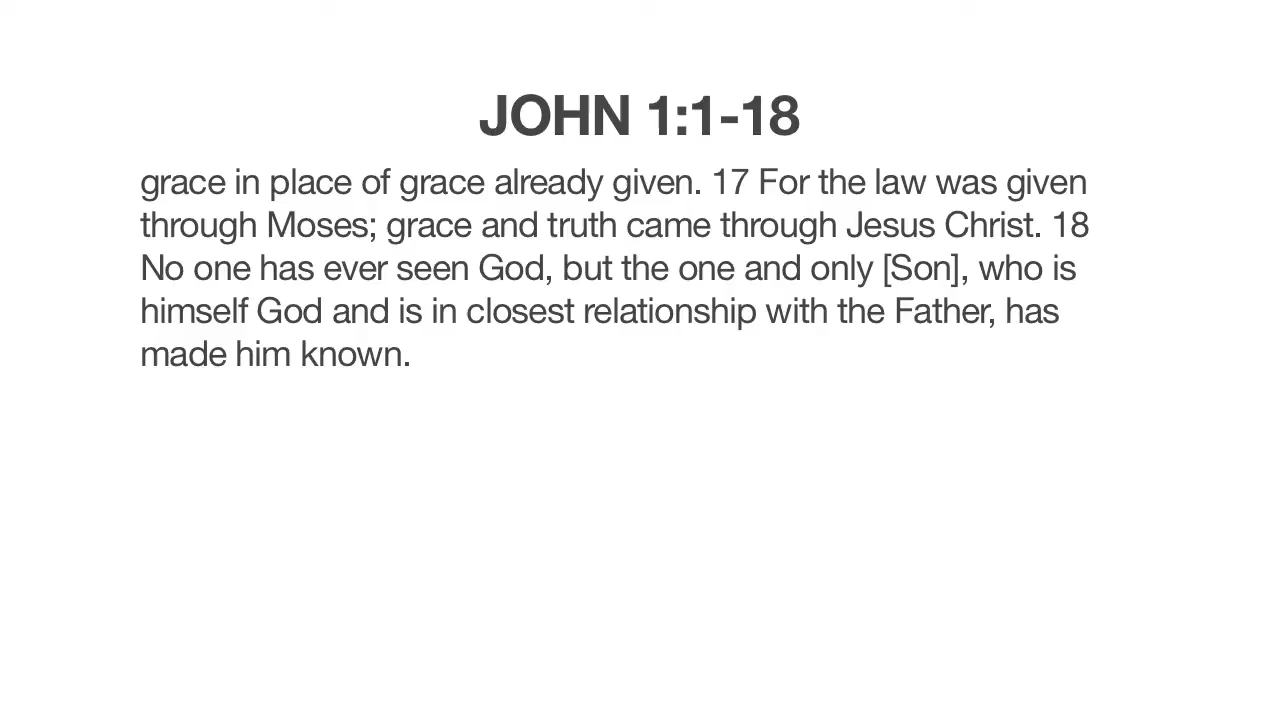 JOHN 1:1-18
grace in place of grace already given. 17 For the law was given
through Moses; grace and truth came through Jesus Christ. 18
No one has ever seen God, but the one and only [Son], who is
himself God and is in closest relationship with the Father, has
made him known.